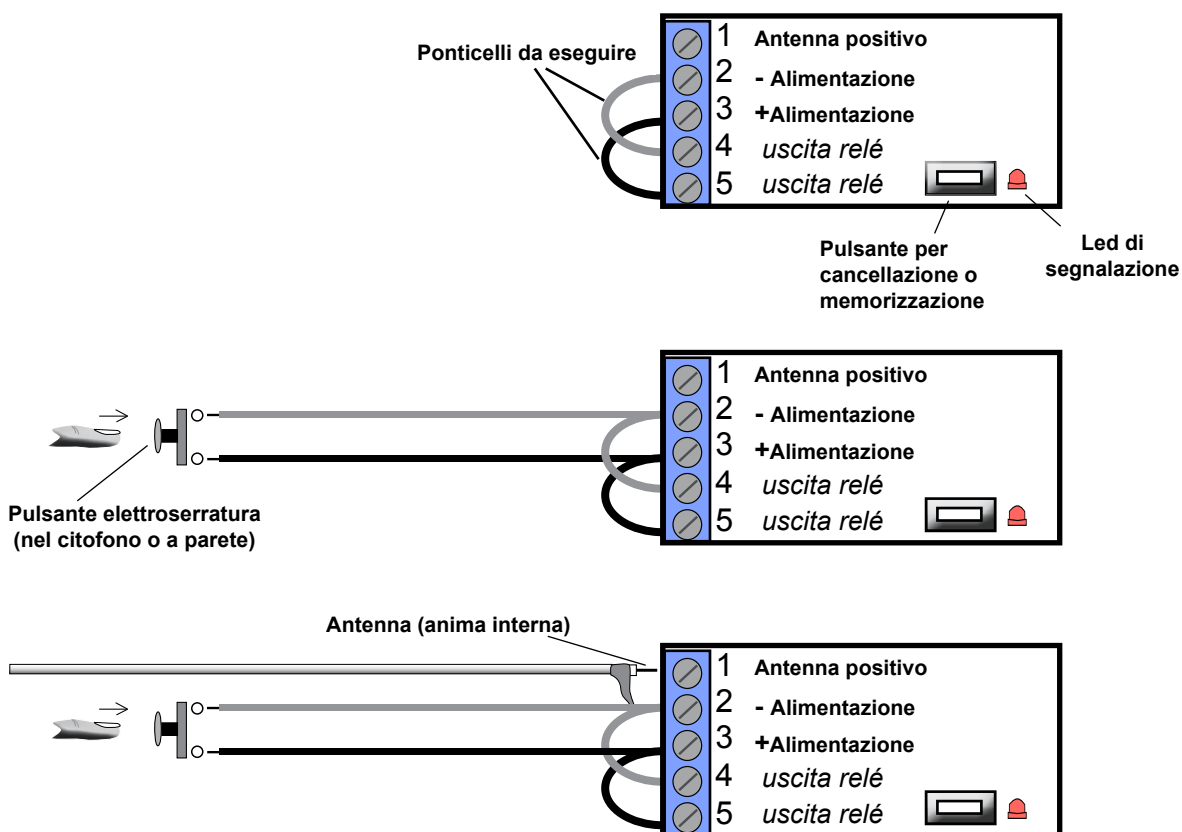 Ponticelli da eseguire
1 Antenna positivo
2 - Alimentazione
3 +Alimentazione
4 uscita relé
5 uscita relé
Pulsante per
cancellazione o
memorizzazione
Led di
segnalazione
1 Antenna positivo
2 - Alimentazione
3 +Alimentazione
4 uscita relé
5 uscita relé
Pulsante elettroserratura
(nel citofono o a parete)
Antenna (anima interna)
1 Antenna positivo
2 - Alimentazione
3 +Alimentazione
4 uscita relé
5 uscita relé